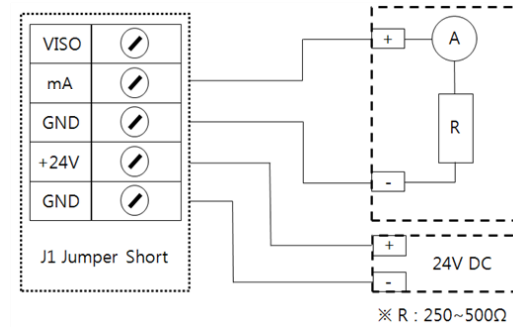 VISO
mA
GND
+24V
GND
J1 Jumper Short
+
A
R
-
+
24V DC
-
※ R : 250~500Ω